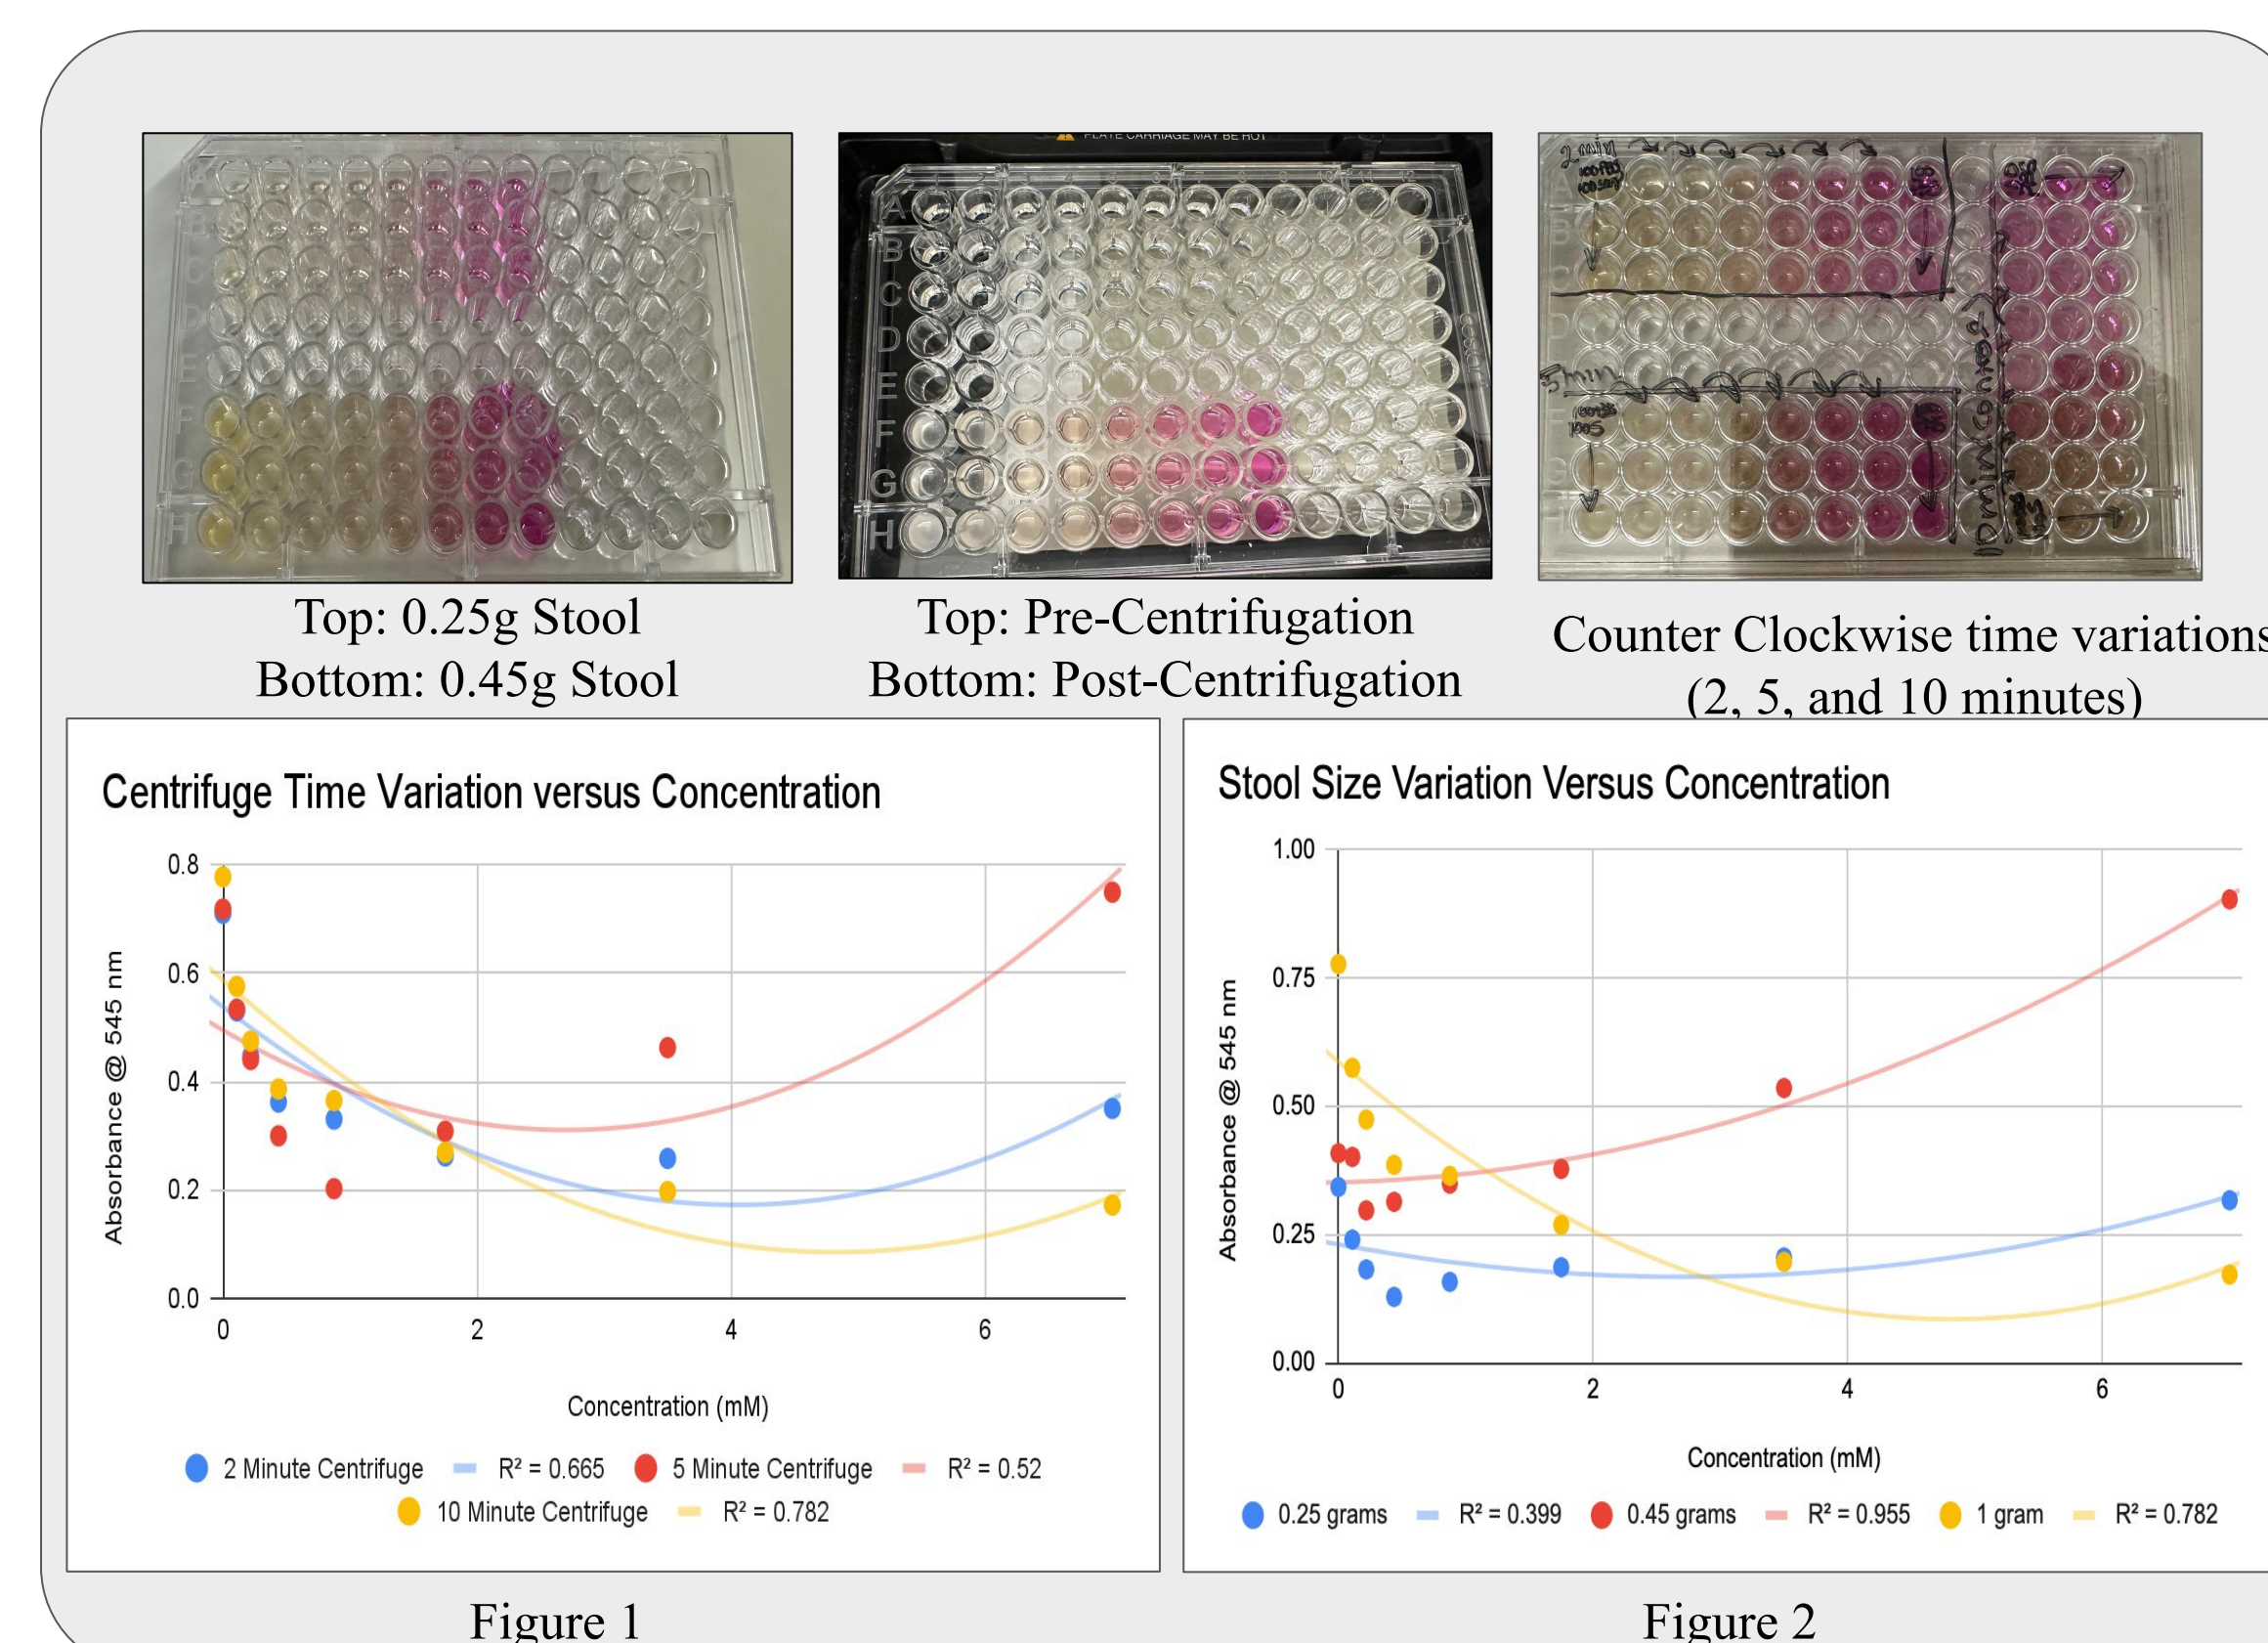 PLATE CARRIAGE MAY BE HOT
2 min
5 min
10 minutes
Top: 0.25g Stool
Bottom: 0.45g Stool
Top: Pre-Centrifugation
Bottom: Post-Centrifugation
Counter Clockwise time variations
(2, 5, and 10 minutes)
Centrifuge Time Variation versus Concentration
Absorbance @ 545 nm
0.8
0.6
0.4
0.2
0.0
0 2 4 6
Concentration (mM)
2 Minute Centrifuge R² = 0.665 5 Minute Centrifuge R² = 0.52
10 Minute Centrifuge R² = 0.782
Figure 1
Stool Size Variation Versus Concentration
Absorbance @ 545 nm
1.00
0.75
0.50
0.25
0.00
0 2 4 6
Concentration (mM)
0.25 grams R² = 0.399 0.45 grams R² = 0.955 1 gram R² = 0.782
Figure 2